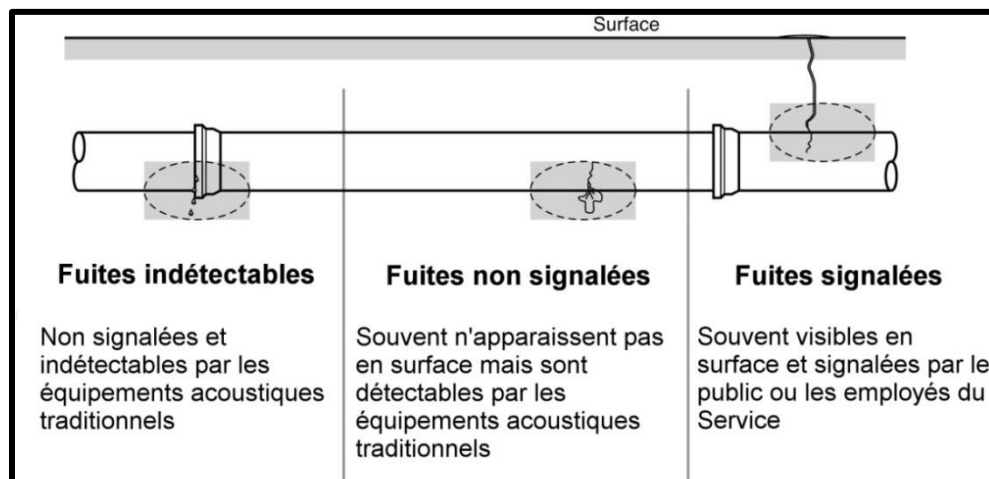 Surface
Fuites indétectables
Non signalées et
indétectables par les
équipements acoustiques
traditionnels
Fuites non signalées
Souvent n'apparaissent pas
en surface mais sont
détectables par les
équipements acoustiques
traditionnels
Fuites signalées
Souvent visibles en
surface et signalées par le
public ou les employés du
Service